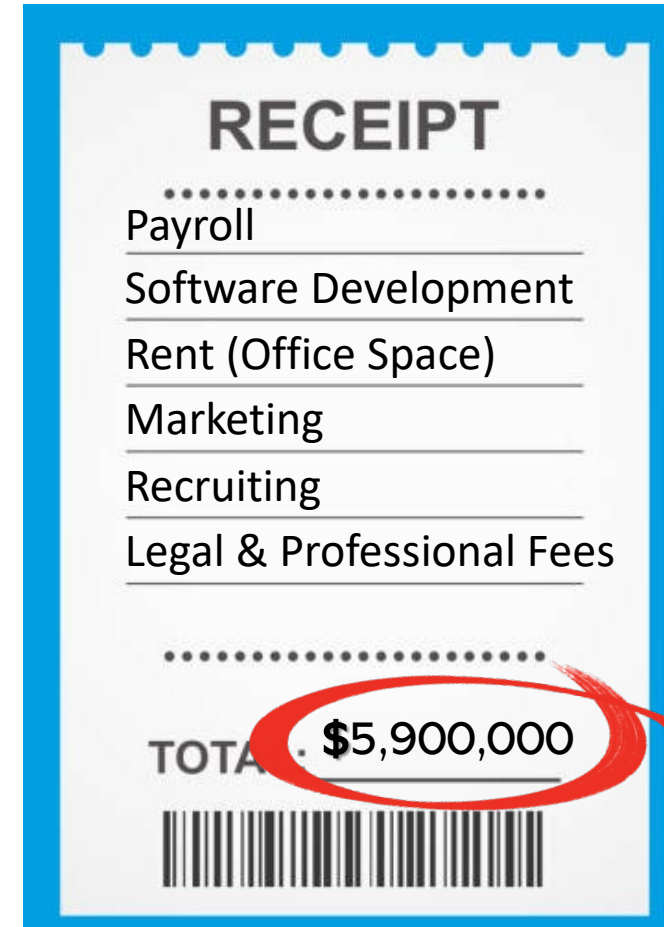 RECEIPT
Payroll
Software Development
Rent (Office Space)
Marketing
Recruiting
Legal & Professional Fees
TOTA : $5,900,000